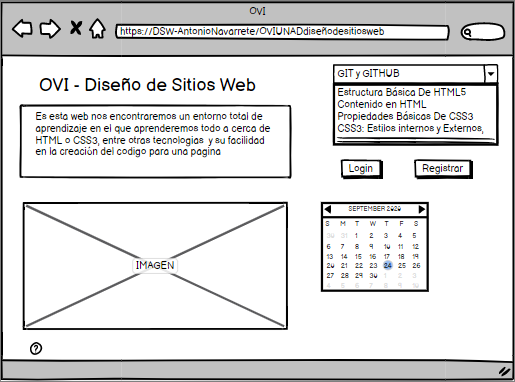 OVI
https://DSW-AntonioNavarrete/OVIUNADdiseñodesitiosweb
OVI - Diseño de Sitios Web
GIT y GITHUB
Estructura Básica De HTML5
Contenido en HTML
Propiedades Básicas De CSS3
CSS3: Estilos internos y Externos,
Es esta web nos encontraremos un entorno total de
aprendizaje en el que aprenderemos todo a cerca de
HTML o CSS3, entre otras tecnologias y su facilidad
en la creación del codigo para una pagina
Login
Registrar
IMAGEN
SEPTEMBER 2020
S M T W T F S
30 31 1 2 3 4 5
6 7 8 9 10 11 12
13 14 15 16 17 18 19
20 21 22 23 24 25 26
27 28 29 30 1 2 3
4 5 6 7 8 9 10
?